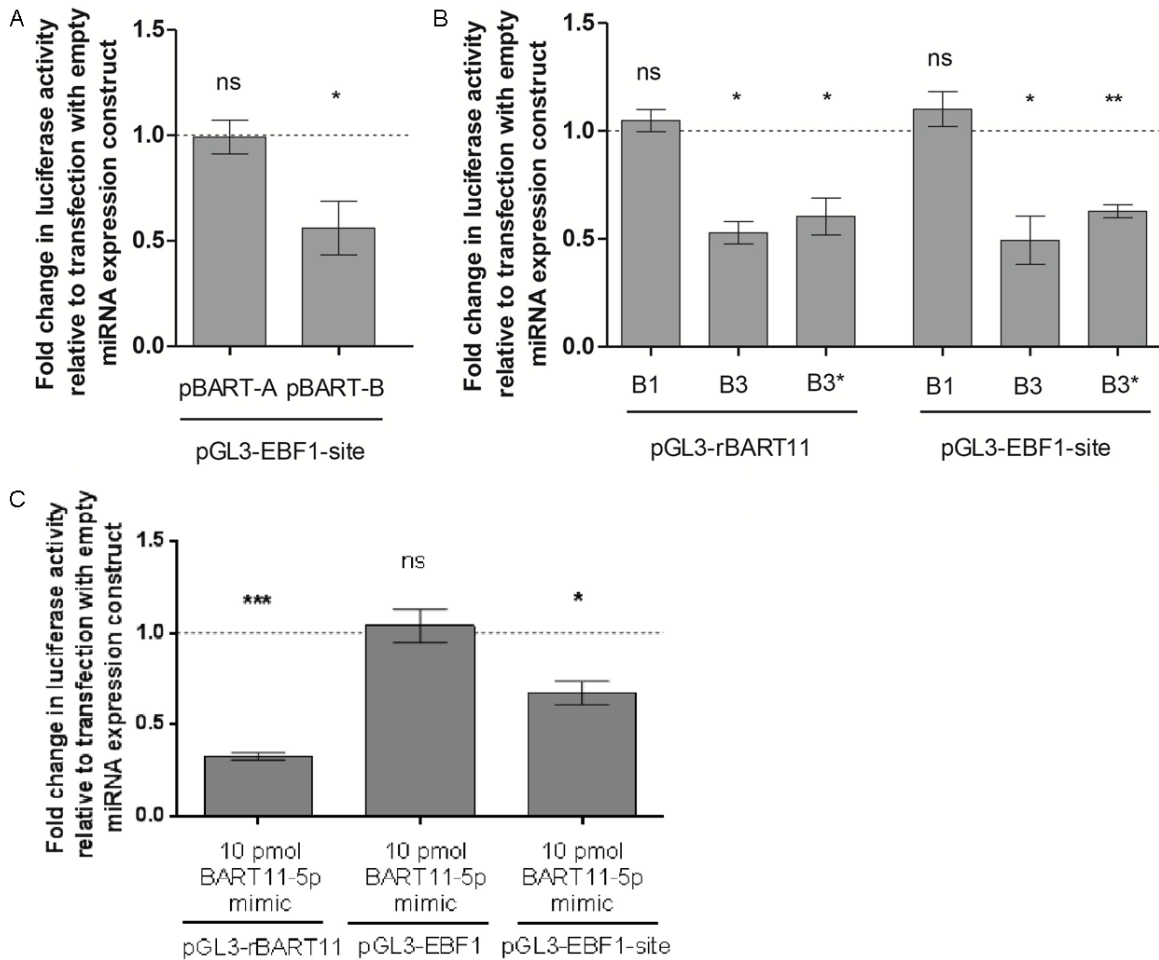 A
Fold change in luciferase activity
relative to transfection with empty
miRNA expression construct
1.5
1.0
0.5
0.0
ns
*
pBART-A pBART-B
pGL3-EBF1-site
B
Fold change in luciferase activity
relative to transfection with empty
miRNA expression construct
1.5
1.0
0.5
0.0
ns
*
*
ns
*
**
B1 B3 B3* B1 B3 B3*
pGL3-rBART11 pGL3-EBF1-site
C
Fold change in luciferase activity
relative to transfection with empty
miRNA expression construct
1.5
1.0
0.5
0.0
***
ns
*
10 pmol 10 pmol 10 pmol
BART11-5p BART11-5p BART11-5p
mimic mimic mimic
pGL3-rBART11 pGL3-EBF1 pGL3-EBF1-site